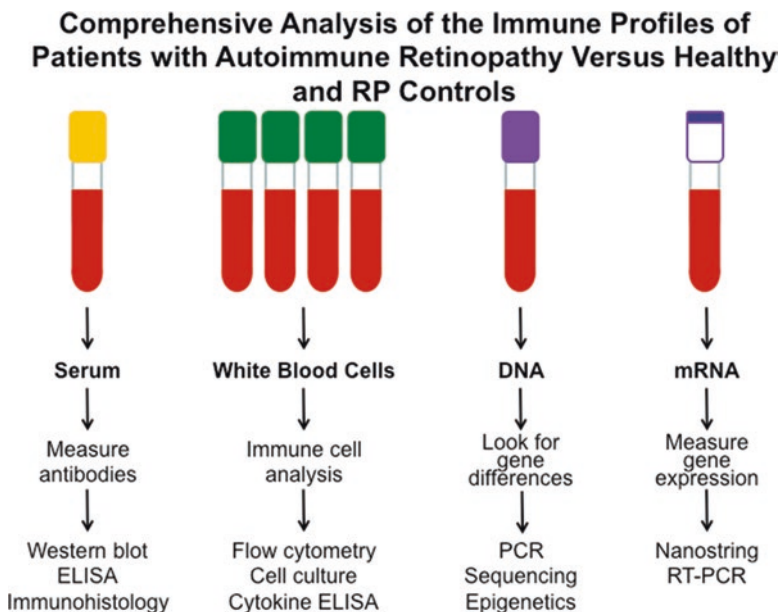 Comprehensive Analysis of the Immune Profiles of
Patients with Autoimmune Retinopathy Versus Healthy
and RP Controls
Serum
Measure
antibodies
Western blot
ELISA
Immunohistology
White Blood Cells
Immune cell
analysis
Flow cytometry
Cell culture
Cytokine ELISA
DNA
Look for
gene
differences
PCR
Sequencing
Epigenetics
mRNA
Measure
gene
expression
Nanostring
RT-PCR